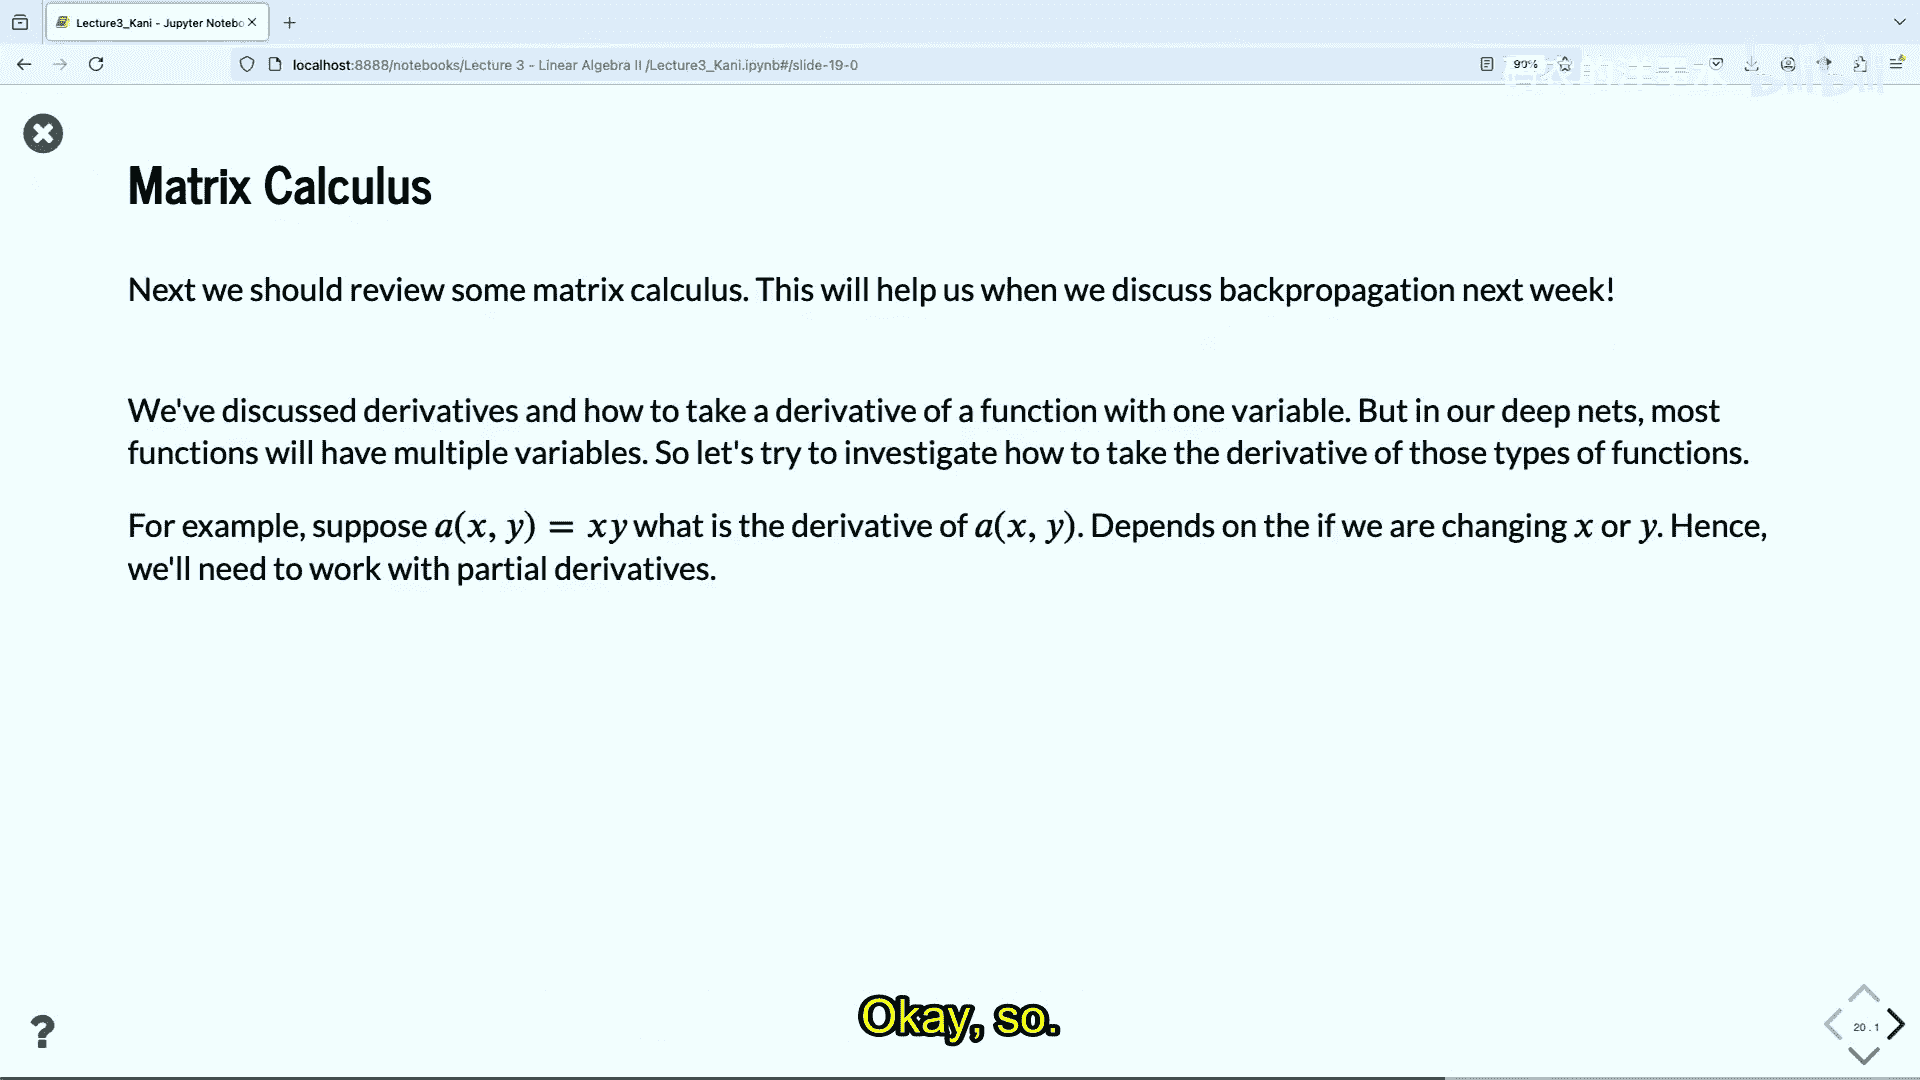 Lecture3_Kani - Jupyter Notebo
localhost:8888/notebooks/Lecture 3 - Linear Algebra II /Lecture3_Kani.ipynb#/slide-19-0
90%
Matrix Calculus
Next we should review some matrix calculus. This will help us when we discuss backpropagation next week!
We've discussed derivatives and how to take a derivative of a function with one variable. But in our deep nets, most
functions will have multiple variables. So let's try to investigate how to take the derivative of those types of functions.
For example, suppose a(x, y) = xy what is the derivative of a(x, y). Depends on the if we are changing x or y. Hence,
we'll need to work with partial derivatives.
Okay, so.
?
20 . 1